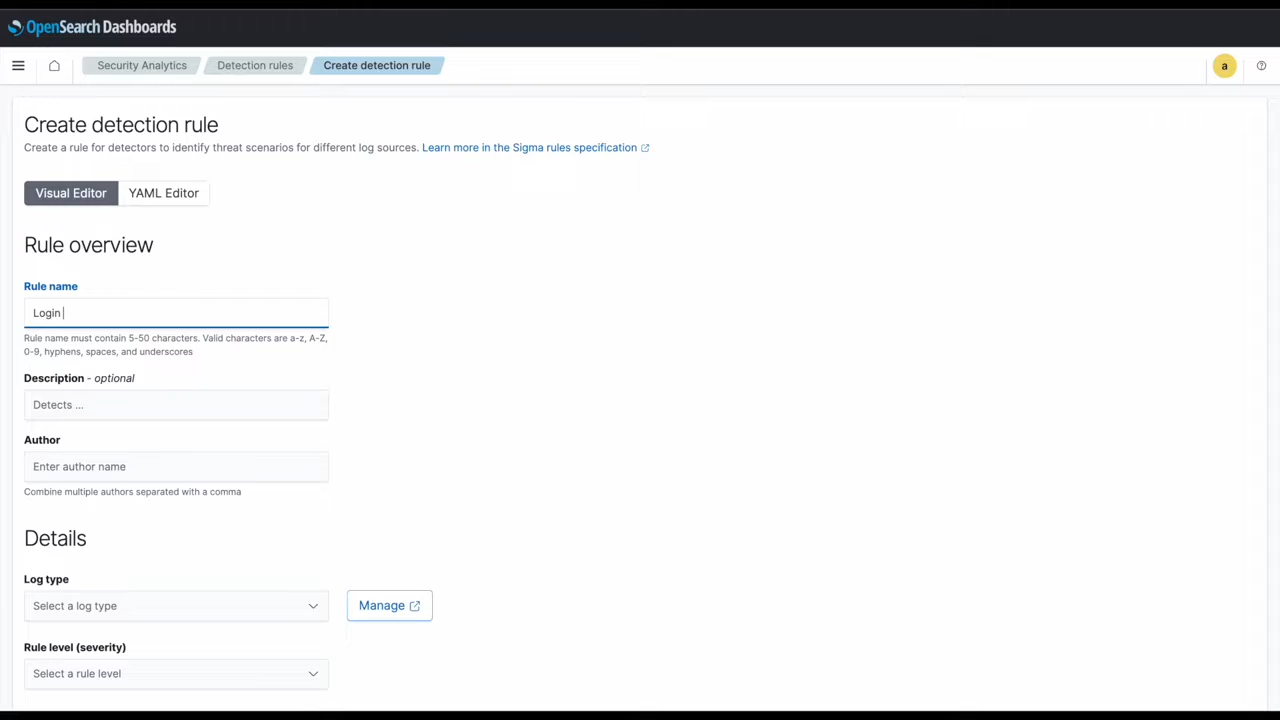 OpenSearch Dashboards
Security Analytics
Detection rules
Create detection rule
a
Create detection rule
Create a rule for detectors to identify threat scenarios for different log sources. Learn more in the Sigma rules specification
Visual Editor
YAML Editor
Rule overview
Rule name
Login
Rule name must contain 5-50 characters. Valid characters are a-z, A-Z,
0-9, hyphens, spaces, and underscores
Description - optional
Detects ...
Author
Enter author name
Combine multiple authors separated with a comma
Details
Log type
Select a log type
Manage
Rule level (severity)
Select a rule level